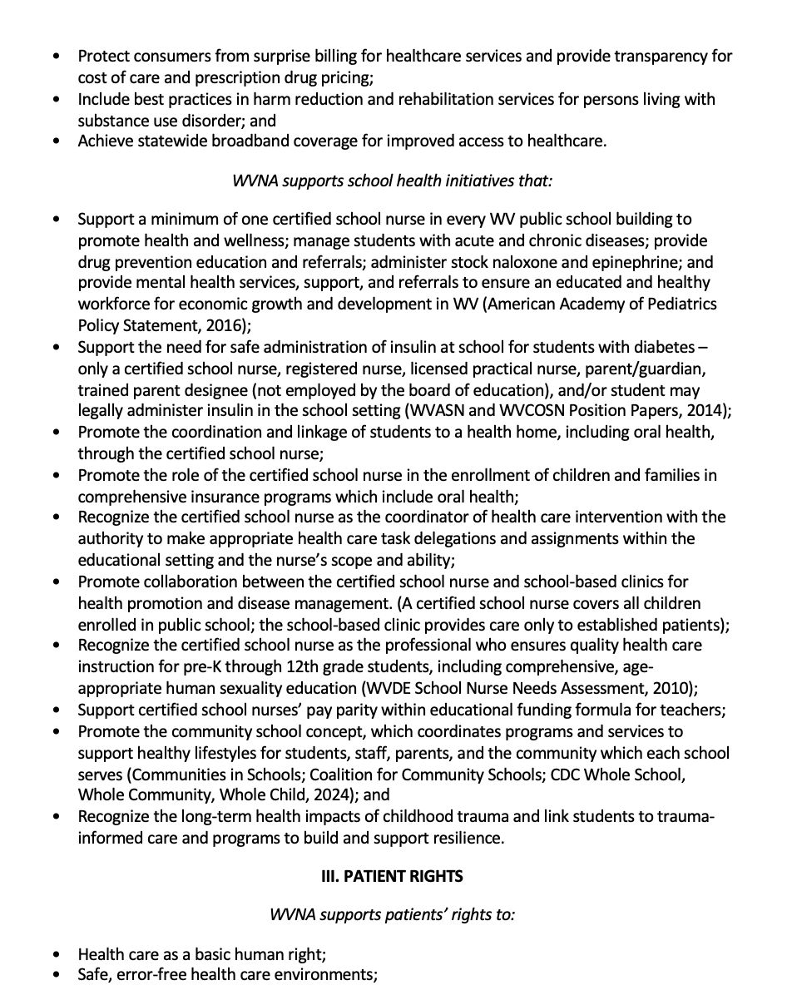 • Protect consumers from surprise billing for healthcare services and provide transparency for
cost of care and prescription drug pricing;
• Include best practices in harm reduction and rehabilitation services for persons living with
substance use disorder; and
• Achieve statewide broadband coverage for improved access to healthcare.
WVNA supports school health initiatives that:
• Support a minimum of one certified school nurse in every WV public school building to
promote health and wellness; manage students with acute and chronic diseases; provide
drug prevention education and referrals; administer stock naloxone and epinephrine; and
provide mental health services, support, and referrals to ensure an educated and healthy
workforce for economic growth and development in WV (American Academy of Pediatrics
Policy Statement, 2016);
• Support the need for safe administration of insulin at school for students with diabetes –
only a certified school nurse, registered nurse, licensed practical nurse, parent/guardian,
trained parent designee (not employed by the board of education), and/or student may
legally administer insulin in the school setting (WVASN and WVCOSN Position Papers, 2014);
• Promote the coordination and linkage of students to a health home, including oral health,
through the certified school nurse;
• Promote the role of the certified school nurse in the enrollment of children and families in
comprehensive insurance programs which include oral health;
• Recognize the certified school nurse as the coordinator of health care intervention with the
authority to make appropriate health care task delegations and assignments within the
educational setting and the nurse’s scope and ability;
• Promote collaboration between the certified school nurse and school-based clinics for
health promotion and disease management. (A certified school nurse covers all children
enrolled in public school; the school-based clinic provides care only to established patients);
• Recognize the certified school nurse as the professional who ensures quality health care
instruction for pre-K through 12th grade students, including comprehensive, age-
appropriate human sexuality education (WVDE School Nurse Needs Assessment, 2010);
• Support certified school nurses’ pay parity within educational funding formula for teachers;
• Promote the community school concept, which coordinates programs and services to
support healthy lifestyles for students, staff, parents, and the community which each school
serves (Communities in Schools; Coalition for Community Schools; CDC Whole School,
Whole Community, Whole Child, 2024); and
• Recognize the long-term health impacts of childhood trauma and link students to trauma-
informed care and programs to build and support resilience.
III. PATIENT RIGHTS
WVNA supports patients’ rights to:
• Health care as a basic human right;
• Safe, error-free health care environments;